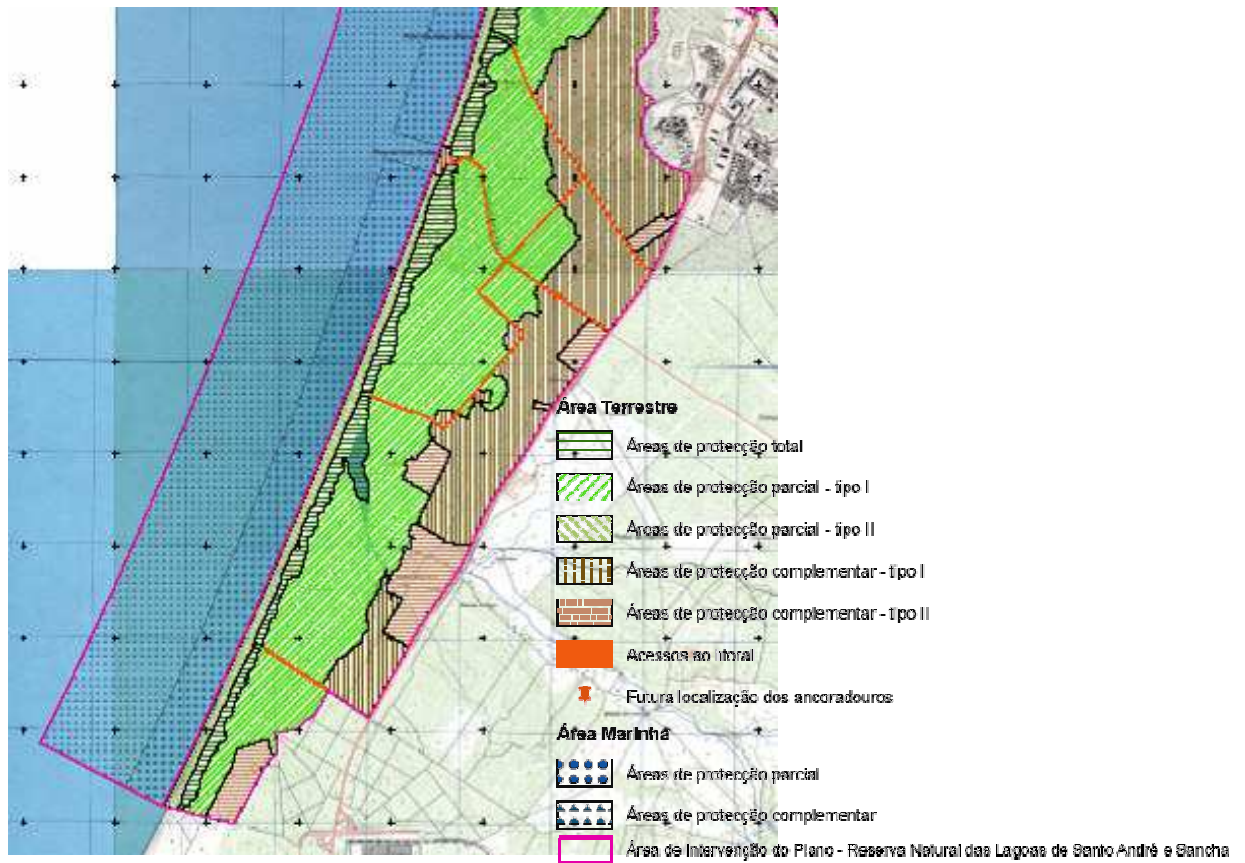 Área Terrestre
Áreas de protecção total
Áreas de protecção parcial - tipo I
Áreas de protecção parcial - tipo II
Áreas de protecção complementar - tipo I
Áreas de protecção complementar - tipo II
Acessos ao litoral
Futura localização dos ancoradouros
Área Marinha
Áreas de protecção parcial
Áreas de protecção complementar
Área de Intervenção do Plano - Reserva Natural das Lagoas de Santo André e Sancha